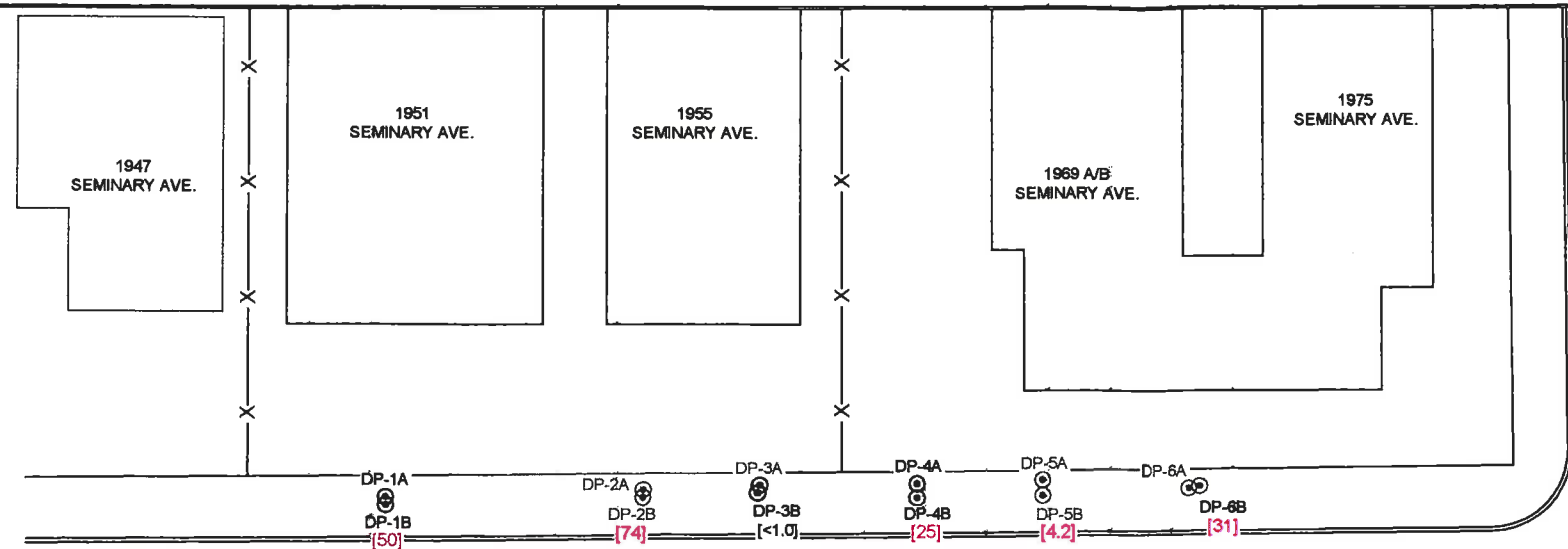 1947
SEMINARY AVE.
1951
SEMINARY AVE.
1955
SEMINARY AVE.
1969 A/B
SEMINARY AVE.
1975
SEMINARY AVE.
X
X
X
X
X
X
X
X
DP-1A
DP-1B
[50]
DP-2A
DP-2B
[74]
DP-3A
DP-3B
[<1.0]
DP-4A
DP-4B
[25]
DP-5A
DP-5B
[4.2]
DP-6A
DP-6B
[31]